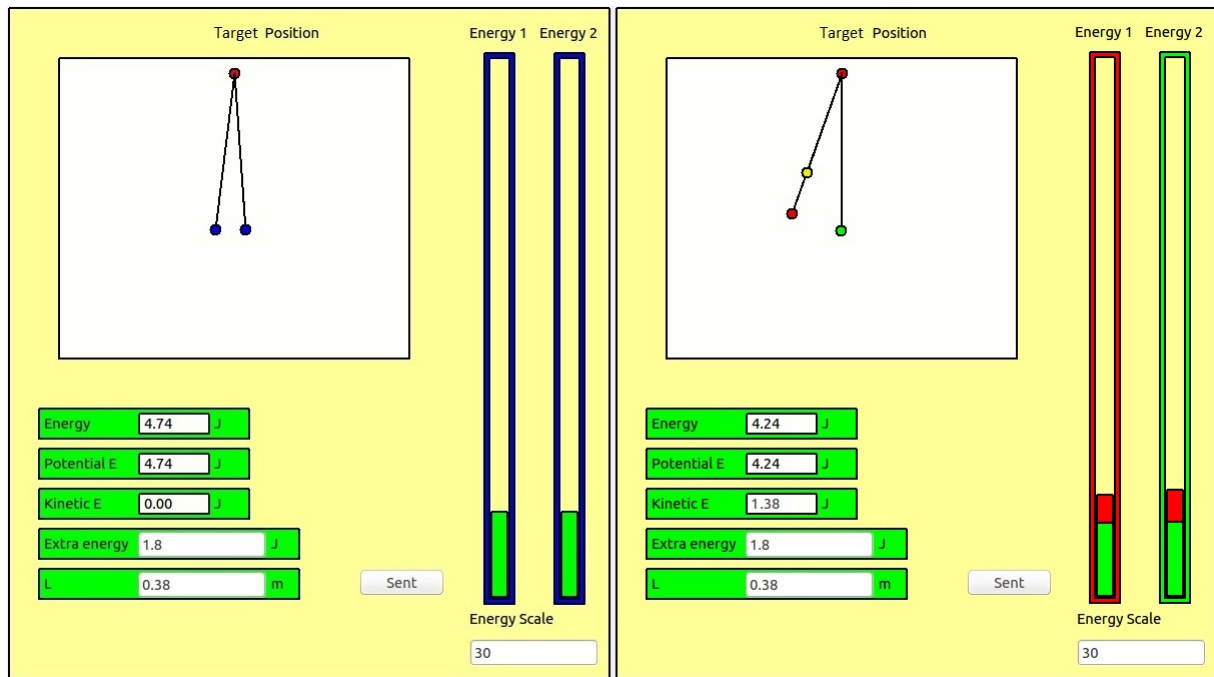 Target Position
Energy 1 Energy 2
Energy 4.74 J
Potential E 4.74 J
Kinetic E 0.00 J
Extra energy 1.8 J
L 0.38 m
Sent
Energy Scale
30
Target Position
Energy 1 Energy 2
Energy 4.24 J
Potential E 4.24 J
Kinetic E 1.38 J
Extra energy 1.8 J
L 0.38 m
Sent
Energy Scale
30